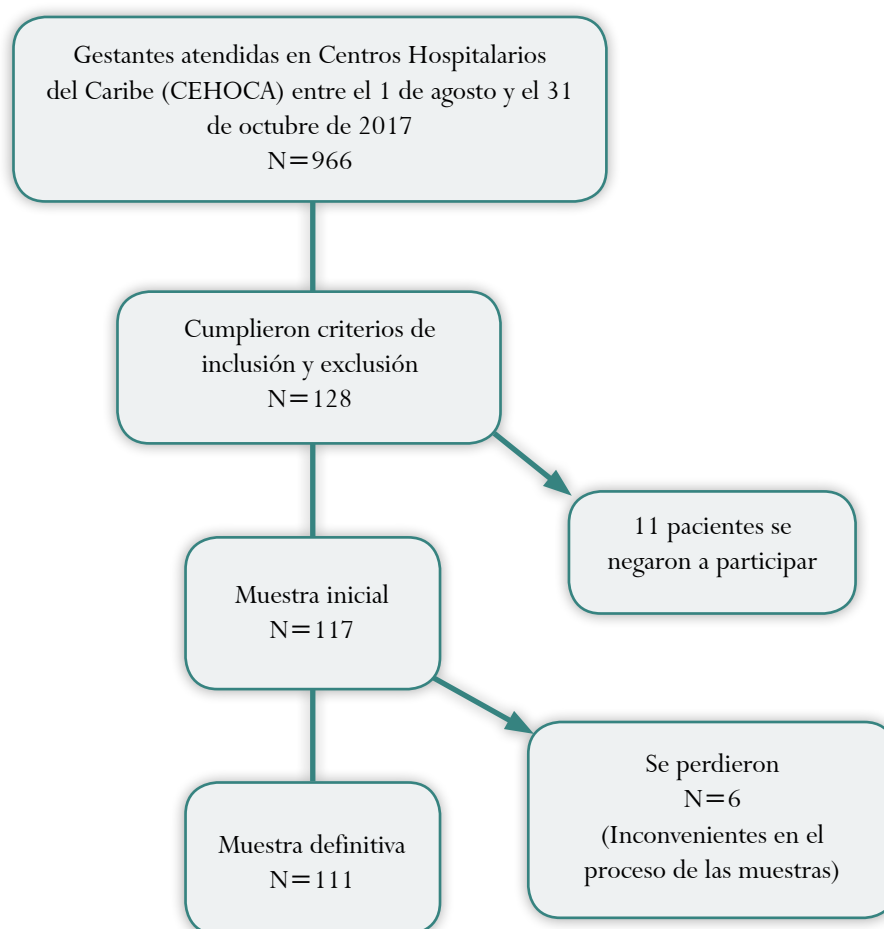 Gestantes atendidas en Centros Hospitalarios
del Caribe (CEHOCA) entre el 1 de agosto y el 31
de octubre de 2017
N=966
Cumplieron criterios de
inclusión y exclusión
N=128
11 pacientes se
negaron a participar
Muestra inicial
N=117
Se perdieron
N=6
(Inconvenientes en el
proceso de las muestras)
Muestra definitiva
N=111